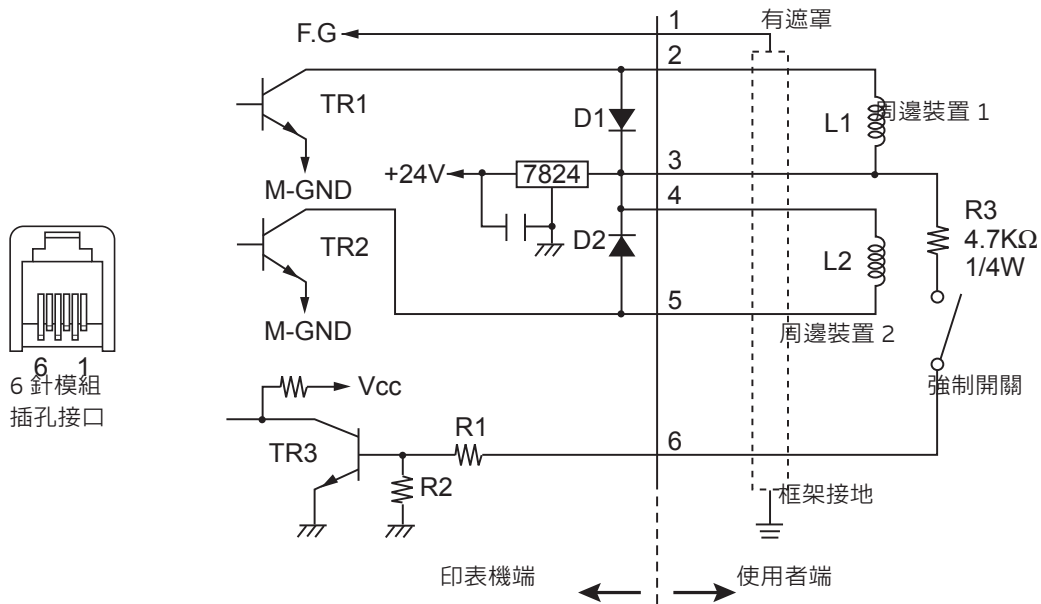 1
有遮罩
F.G
2
TR1
D1
L1
周邊裝置 1
3
+24V
7824
M-GND
4
R3
4.7KΩ
1/4W
TR2
D2
L2
5
M-GND
周邊裝置 2
6 1
6 針模組
插孔接口
Vcc
強制開關
R1
6
TR3
R2
框架接地
印表機端
使用者端